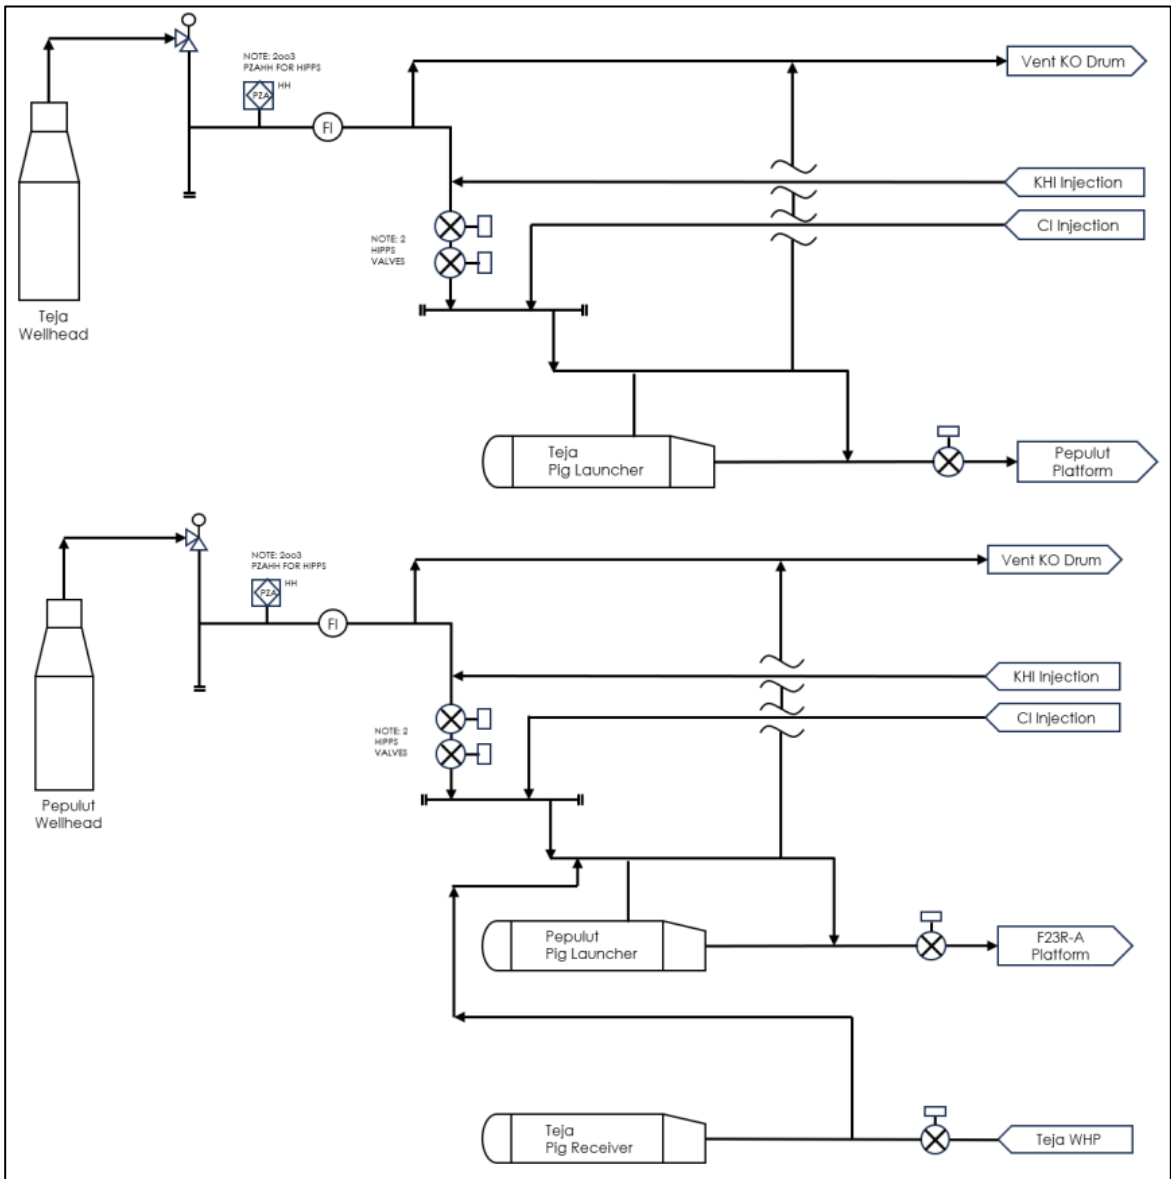 NOTE: 2oo3
PZAHH FOR HIPPS
HH
PZA
FI
Vent KO Drum
KHI Injection
CI Injection
NOTE: 2
HIPPS
VALVES
Teja
Wellhead
Teja
Pig Launcher
Pepulut
Platform
NOTE: 2oo3
PZAHH FOR HIPPS
HH
PZA
FI
Vent KO Drum
KHI Injection
CI Injection
NOTE: 2
HIPPS
VALVES
Pepulut
Wellhead
Pepulut
Pig Launcher
F23R-A
Platform
Teja
Pig Receiver
Teja WHP